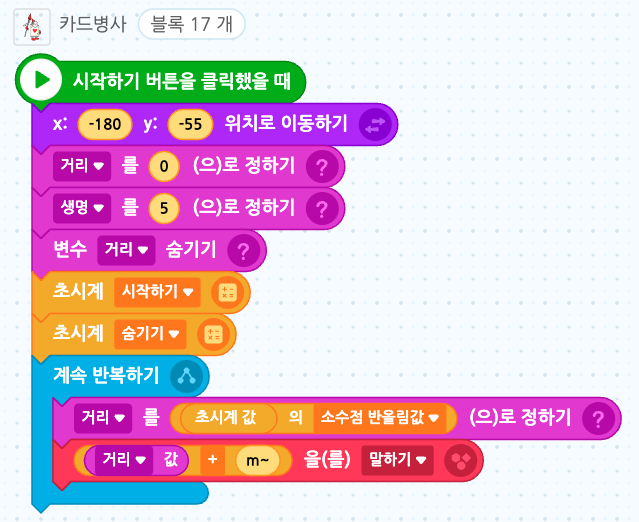 카드병사 블록 17 개
시작하기 버튼을 클릭했을 때
x: -180 y: -55 위치로 이동하기
거리 를 0 (으)로 정하기 ?
생명 를 5 (으)로 정하기 ?
변수 거리 숨기기 ?
초시계 시작하기
초시계 숨기기
계속 반복하기
거리 를 초시계 값 의 소수점 반올림값 (으)로 정하기 ?
거리 값 + m~ 을(를) 말하기